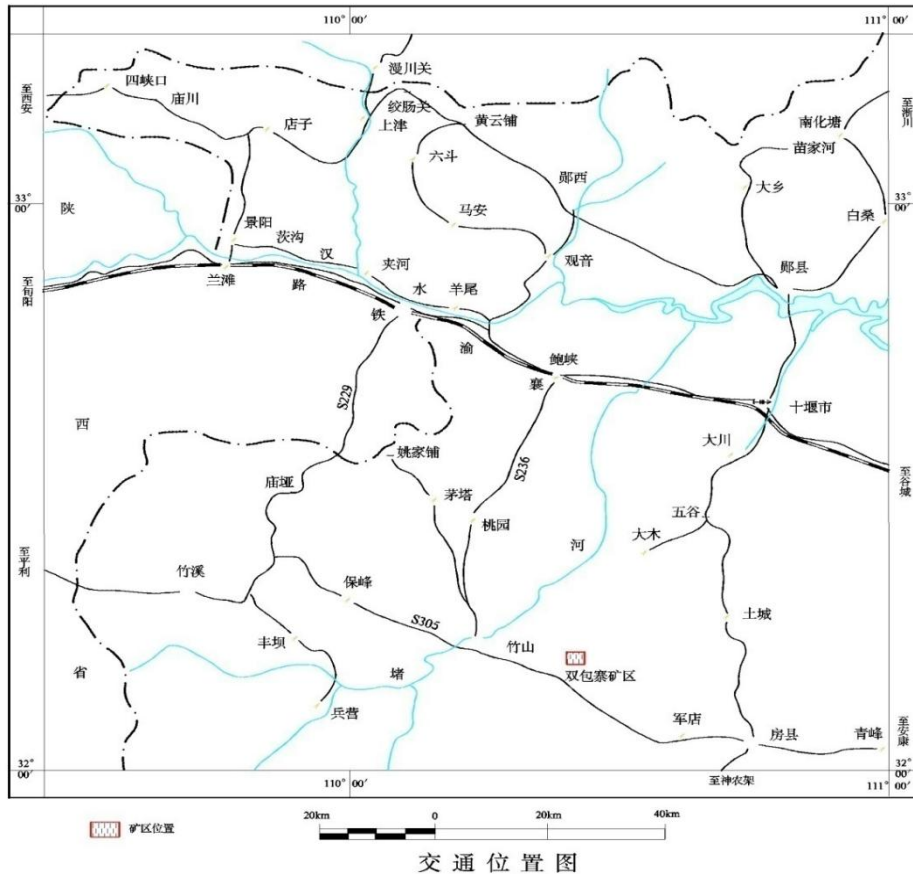 110° 00′
111° 00′
漫川关
四峡口
庙川
绞肠关
至西安
至淅川
店子
上津
黄云铺
南化塘
六斗
苗家河
郧西
大乡
33° 00′
33° 00′
陕
马安
白桑
景阳
茨沟
汉
观音
夹河
郧县
至旬阳
兰滩
路
水
羊尾
铁
渝
鲍峡
襄
S229
十堰市
西
大川
姚家铺
S236
至谷城
庙垭
茅塔
五谷
桃园
大木
河
至平利
竹溪
保峰
土城
S305
丰坝
竹山
省
堵
双包寨矿区
兵营
军店
房县
青峰
至安康
32° 00′
32° 00′
至神农架
110° 00′
111° 00′
矿区位置
20km
0
20km
40km
交通位置图